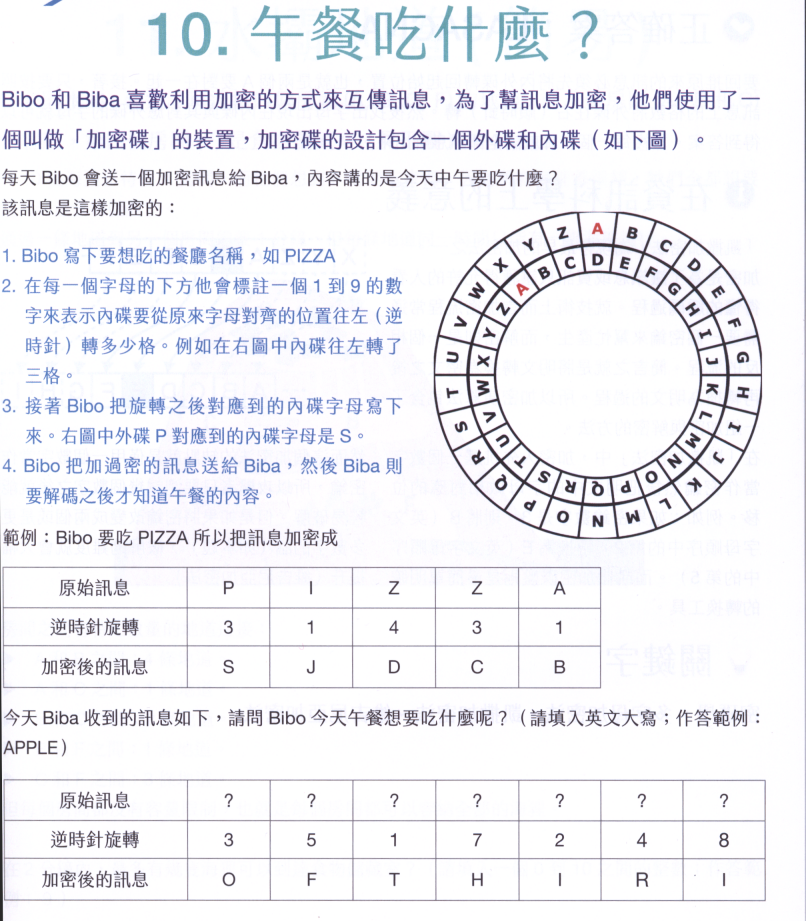 10. 午餐吃什麼？
Bibo 和 Biba 喜歡利用加密的方式來互傳訊息，為了幫訊息加密，他們使用了一
個叫做「加密碟」的裝置，加密碟的設計包含一個外碟和內碟（如下圖）。
每天 Bibo 會送一個加密訊息給 Biba，內容講的是今天中午要吃什麼？
該訊息是這樣加密的：
1. Bibo 寫下要想吃的餐廳名稱，如 PIZZA
2. 在每一個字母的下方他會標註一個 1 到 9 的數
字來表示內碟要從原來字母對齊的位置往左（逆
時針）轉多少格。例如在右圖中內碟往左轉了
三格。
3. 接著 Bibo 把旋轉之後對應到的內碟字母寫下
來。右圖中外碟 P 對應到的內碟字母是 S。
4. Bibo 把加過密的訊息送給 Biba，然後 Biba 則
要解碼之後才知道午餐的內容。
A B C D E F G H I J K L M N O P Q R S T U V W X Y Z
D E F G H I J K L M N O P Q R S T U V W X Y Z A B C
範例：Bibo 要吃 PIZZA 所以把訊息加密成
原始訊息 P I Z Z A
逆時針旋轉 3 1 4 3 1
加密後的訊息 S J D C B
今天 Biba 收到的訊息如下，請問 Bibo 今天午餐想要吃什麼呢？（請填入英文大寫；作答範例：
APPLE）
原始訊息 ? ? ? ? ? ? ?
逆時針旋轉 3 5 1 7 2 4 8
加密後的訊息 O F T H I R I